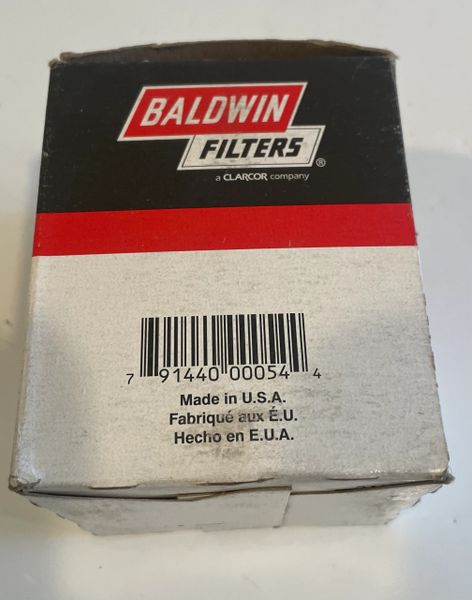 BALDWIN
FILTERS®
a CLARCOR company
7 91440 00054 4
Made in U.S.A.
Fabriqué aux É.U.
Hecho en E.U.A.